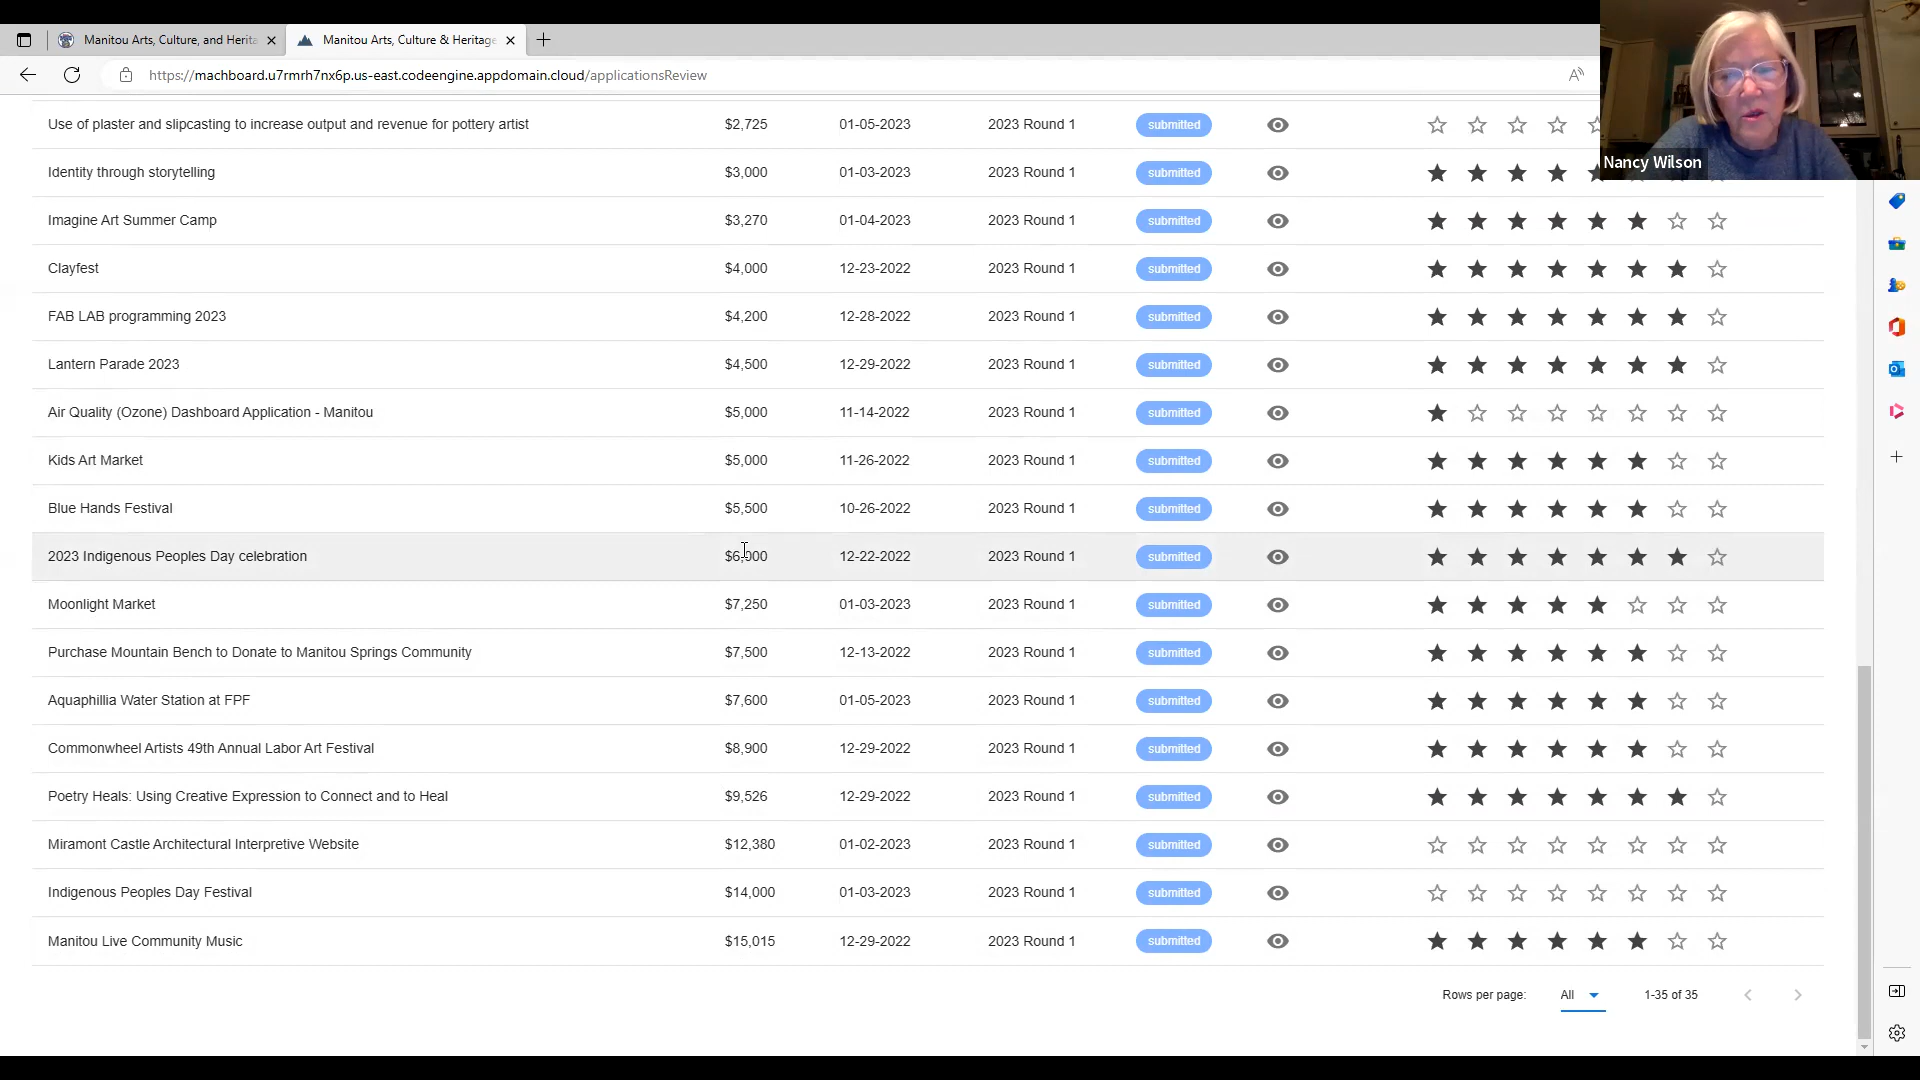 Manitou Arts, Culture, and Herita
Manitou Arts, Culture & Heritage
https://machboard.u7rmrh7nx6p.us-east.codeengine.appdomain.cloud/applicationsReview
Nancy Wilson
Use of plaster and slipcasting to increase output and revenue for pottery artist $2,725 01-05-2023 2023 Round 1 submitted
Identity through storytelling $3,000 01-03-2023 2023 Round 1 submitted
Imagine Art Summer Camp $3,270 01-04-2023 2023 Round 1 submitted
Clayfest $4,000 12-23-2022 2023 Round 1 submitted
FAB LAB programming 2023 $4,200 12-28-2022 2023 Round 1 submitted
Lantern Parade 2023 $4,500 12-29-2022 2023 Round 1 submitted
Air Quality (Ozone) Dashboard Application - Manitou $5,000 11-14-2022 2023 Round 1 submitted
Kids Art Market $5,000 11-26-2022 2023 Round 1 submitted
Blue Hands Festival $5,500 10-26-2022 2023 Round 1 submitted
2023 Indigenous Peoples Day celebration $6,000 12-22-2022 2023 Round 1 submitted
Moonlight Market $7,250 01-03-2023 2023 Round 1 submitted
Purchase Mountain Bench to Donate to Manitou Springs Community $7,500 12-13-2022 2023 Round 1 submitted
Aquaphillia Water Station at FPF $7,600 01-05-2023 2023 Round 1 submitted
Commonwheel Artists 49th Annual Labor Art Festival $8,900 12-29-2022 2023 Round 1 submitted
Poetry Heals: Using Creative Expression to Connect and to Heal $9,526 12-29-2022 2023 Round 1 submitted
Miramont Castle Architectural Interpretive Website $12,380 01-02-2023 2023 Round 1 submitted
Indigenous Peoples Day Festival $14,000 01-03-2023 2023 Round 1 submitted
Manitou Live Community Music $15,015 12-29-2022 2023 Round 1 submitted
Rows per page: All 1-35 of 35